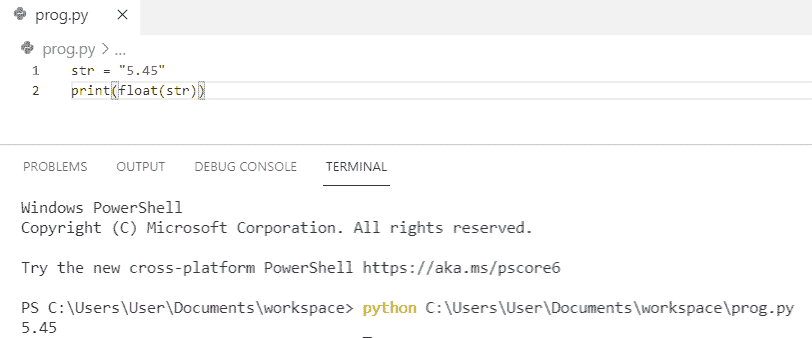 prog.py ×
prog.py > ...
1 str = "5.45"
2 print(float(str))
PROBLEMS OUTPUT DEBUG CONSOLE TERMINAL
Windows PowerShell
Copyright (C) Microsoft Corporation. All rights reserved.
Try the new cross-platform PowerShell https://aka.ms/pscore6
PS C:\Users\User\Documents\workspace> python C:\Users\User\Documents\workspace\prog.py
5.45